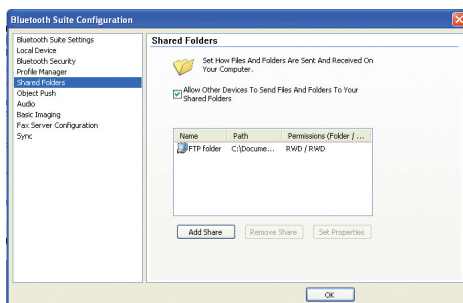 Bluetooth Suite Configuration
Bluetooth Suite Settings
Local Device
Bluetooth Security
Profile Manager
Shared Folders
Object Push
Audio
Basic Imaging
Fax Server Configuration
Sync
Shared Folders
Set How Files And Folders Are Sent And Received On
Your Computer.
Allow Other Devices To Send Files And Folders To Your
Shared Folders
Name Path Permissions (Folder / ...
FTP folder C:\Docume... RWD / RWD
Add Share Remove Share Set Properties
OK